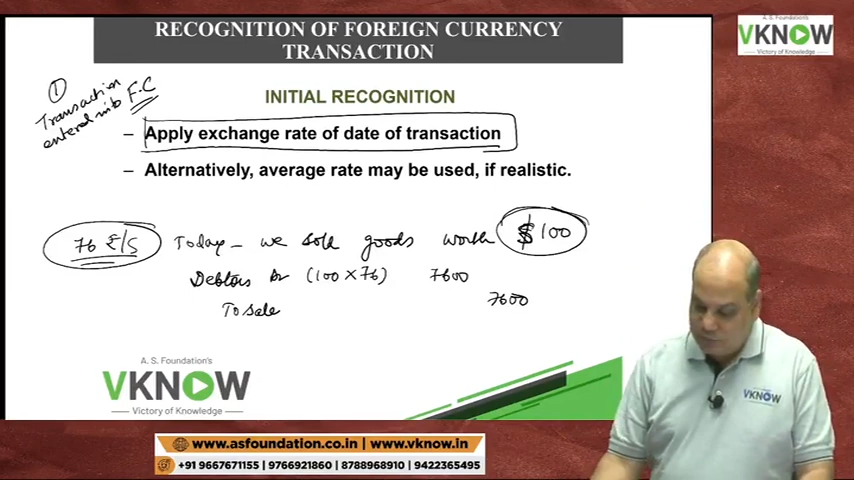 RECOGNITION OF FOREIGN CURRENCY
TRANSACTION
A. S. Foundation's
VKNOW
Victory of Knowledge
① Transaction
entered into F.C
INITIAL RECOGNITION
– Apply exchange rate of date of transaction
– Alternatively, average rate may be used, if realistic.
76 ₹/$ Today - we sold goods worth $100
Debtors Dr (100 × 76) 7600
To Sale 7600
A. S. Foundation's
VKNOW
Victory of Knowledge
VKNOW
www.asfoundation.co.in | www.vknow.in
+91 9667671155 | 9766921860 | 8788968910 | 9422365495